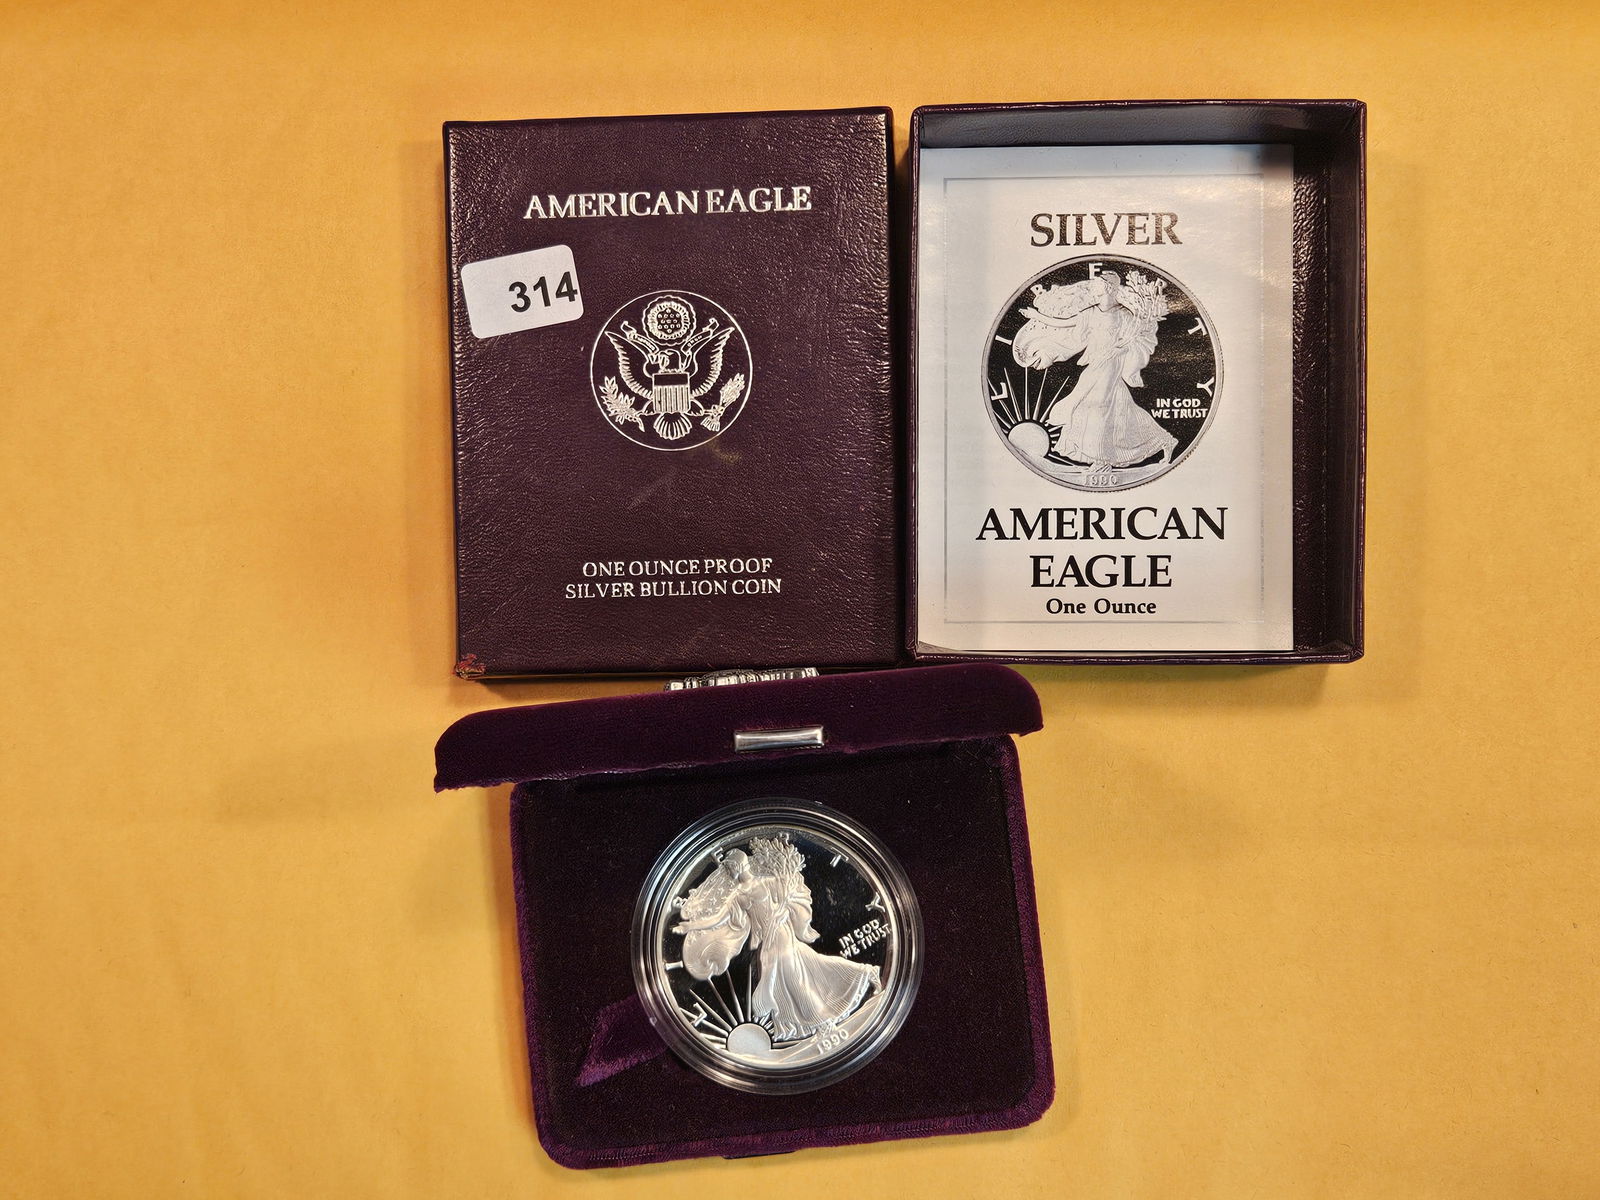 AMERICAN EAGLE
314
ONE OUNCE PROOF
SILVER BULLION COIN
SILVER
LIBERTY
IN GOD
WE TRUST
1990
AMERICAN
EAGLE
One Ounce
LIBERTY
IN GOD
WE TRUST
1990